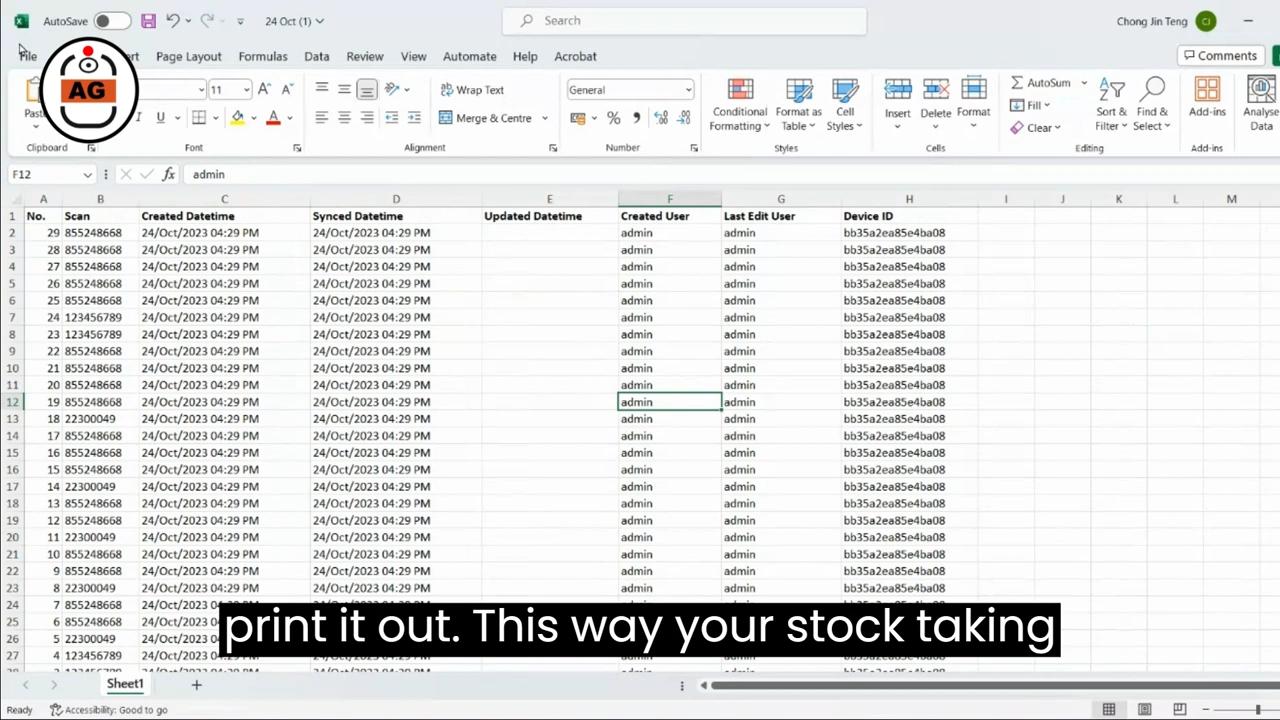 AutoSave 24 Oct (1) Search Chong Jin Teng CJ
File Page Layout Formulas Data Review View Automate Help Acrobat Comments
AG
11 Wrap Text General Conditional Formatting Format as Table Cell Styles Insert Delete Format AutoSum Fill Clear Sort & Filter Find & Select Add-ins Analyse Data
Merge & Centre
Clipboard Font Alignment Number Styles Cells Editing Add-ins
F12 fx admin
A B C D E F G H I J K L M
1 No. Scan Created Datetime Synced Datetime Updated Datetime Created User Last Edit User Device ID
2 29 855248668 24/Oct/2023 04:29 PM 24/Oct/2023 04:29 PM admin admin bb35a2ea85e4ba08
3 28 855248668 24/Oct/2023 04:29 PM 24/Oct/2023 04:29 PM admin admin bb35a2ea85e4ba08
4 27 855248668 24/Oct/2023 04:29 PM 24/Oct/2023 04:29 PM admin admin bb35a2ea85e4ba08
5 26 855248668 24/Oct/2023 04:29 PM 24/Oct/2023 04:29 PM admin admin bb35a2ea85e4ba08
6 25 855248668 24/Oct/2023 04:29 PM 24/Oct/2023 04:29 PM admin admin bb35a2ea85e4ba08
7 24 123456789 24/Oct/2023 04:29 PM 24/Oct/2023 04:29 PM admin admin bb35a2ea85e4ba08
8 23 123456789 24/Oct/2023 04:29 PM 24/Oct/2023 04:29 PM admin admin bb35a2ea85e4ba08
9 22 855248668 24/Oct/2023 04:29 PM 24/Oct/2023 04:29 PM admin admin bb35a2ea85e4ba08
10 21 855248668 24/Oct/2023 04:29 PM 24/Oct/2023 04:29 PM admin admin bb35a2ea85e4ba08
11 20 855248668 24/Oct/2023 04:29 PM 24/Oct/2023 04:29 PM admin admin bb35a2ea85e4ba08
12 19 855248668 24/Oct/2023 04:29 PM 24/Oct/2023 04:29 PM admin admin bb35a2ea85e4ba08
13 18 22300049 24/Oct/2023 04:29 PM 24/Oct/2023 04:29 PM admin admin bb35a2ea85e4ba08
14 17 855248668 24/Oct/2023 04:29 PM 24/Oct/2023 04:29 PM admin admin bb35a2ea85e4ba08
15 16 855248668 24/Oct/2023 04:29 PM 24/Oct/2023 04:29 PM admin admin bb35a2ea85e4ba08
16 15 855248668 24/Oct/2023 04:29 PM 24/Oct/2023 04:29 PM admin admin bb35a2ea85e4ba08
17 14 22300049 24/Oct/2023 04:29 PM 24/Oct/2023 04:29 PM admin admin bb35a2ea85e4ba08
18 13 855248668 24/Oct/2023 04:29 PM 24/Oct/2023 04:29 PM admin admin bb35a2ea85e4ba08
19 12 855248668 24/Oct/2023 04:29 PM 24/Oct/2023 04:29 PM admin admin bb35a2ea85e4ba08
20 11 22300049 24/Oct/2023 04:29 PM 24/Oct/2023 04:29 PM admin admin bb35a2ea85e4ba08
21 10 855248668 24/Oct/2023 04:29 PM 24/Oct/2023 04:29 PM admin admin bb35a2ea85e4ba08
22 9 855248668 24/Oct/2023 04:29 PM 24/Oct/2023 04:29 PM admin admin bb35a2ea85e4ba08
23 8 22300049 24/Oct/2023 04:29 PM 24/Oct/2023 04:29 PM admin admin bb35a2ea85e4ba08
24 7 855248668
25 6 855248668
26 5 22300049
27 4 123456789
print it out. This way your stock taking
Sheet1
Ready Accessibility: Good to go